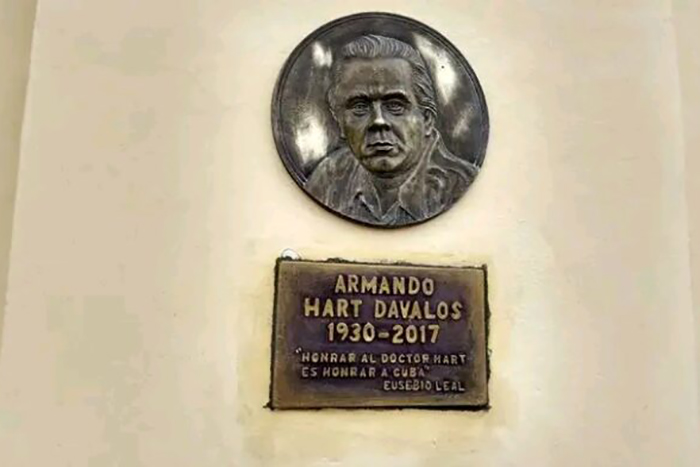 ARMANDO
HART DAVALOS
1930-2017
"HONRAR AL DOCTOR HART
ES HONRAR A CUBA"
EUSEBIO LEAL